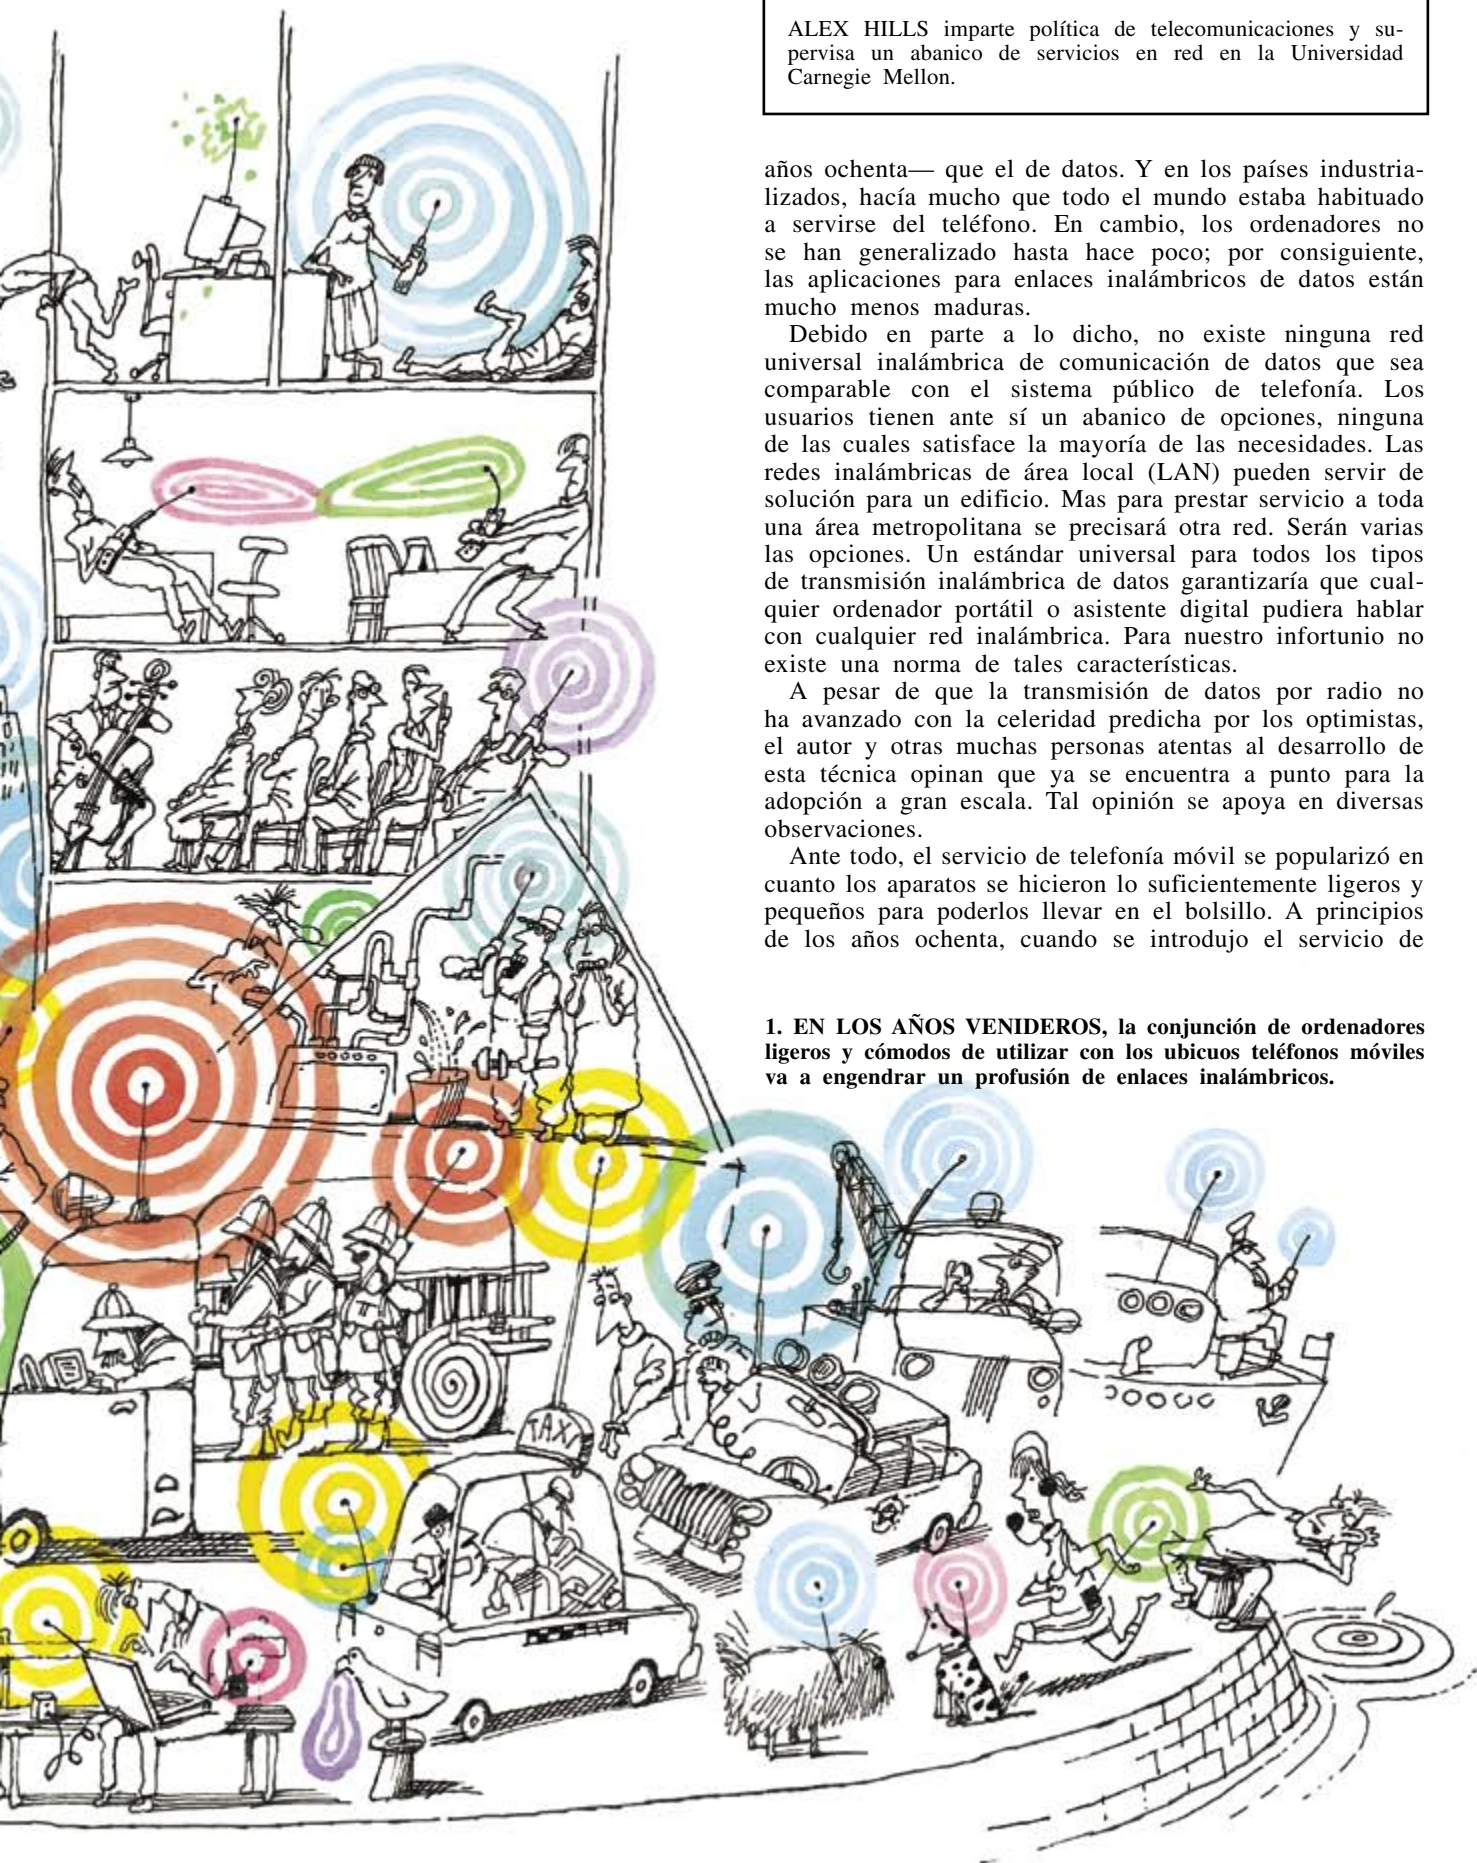 ALEX HILLS imparte política de telecomunicaciones y su-
pervisa un abanico de servicios en red en la Universidad
Carnegie Mellon.
años ochenta— que el de datos. Y en los países industria-
lizados, hacía mucho que todo el mundo estaba habituado
a servirse del teléfono. En cambio, los ordenadores no
se han generalizado hasta hace poco; por consiguiente,
las aplicaciones para enlaces inalámbricos de datos están
mucho menos maduras.
Debido en parte a lo dicho, no existe ninguna red
universal inalámbrica de comunicación de datos que sea
comparable con el sistema público de telefonía. Los
usuarios tienen ante sí un abanico de opciones, ninguna
de las cuales satisface la mayoría de las necesidades. Las
redes inalámbricas de área local (LAN) pueden servir de
solución para un edificio. Mas para prestar servicio a toda
una área metropolitana se precisará otra red. Serán varias
las opciones. Un estándar universal para todos los tipos
de transmisión inalámbrica de datos garantizaría que cual-
quier ordenador portátil o asistente digital pudiera hablar
con cualquier red inalámbrica. Para nuestro infortunio no
existe una norma de tales características.
A pesar de que la transmisión de datos por radio no
ha avanzado con la celeridad predicha por los optimistas,
el autor y otras muchas personas atentas al desarrollo de
esta técnica opinan que ya se encuentra a punto para la
adopción a gran escala. Tal opinión se apoya en diversas
observaciones.
Ante todo, el servicio de telefonía móvil se popularizó en
cuanto los aparatos se hicieron lo suficientemente ligeros y
pequeños para poderlos llevar en el bolsillo. A principios
de los años ochenta, cuando se introdujo el servicio de
1. EN LOS AÑOS VENIDEROS, la conjunción de ordenadores
ligeros y cómodos de utilizar con los ubicuos teléfonos móviles
va a engendrar un profusión de enlaces inalámbricos.
TAXI